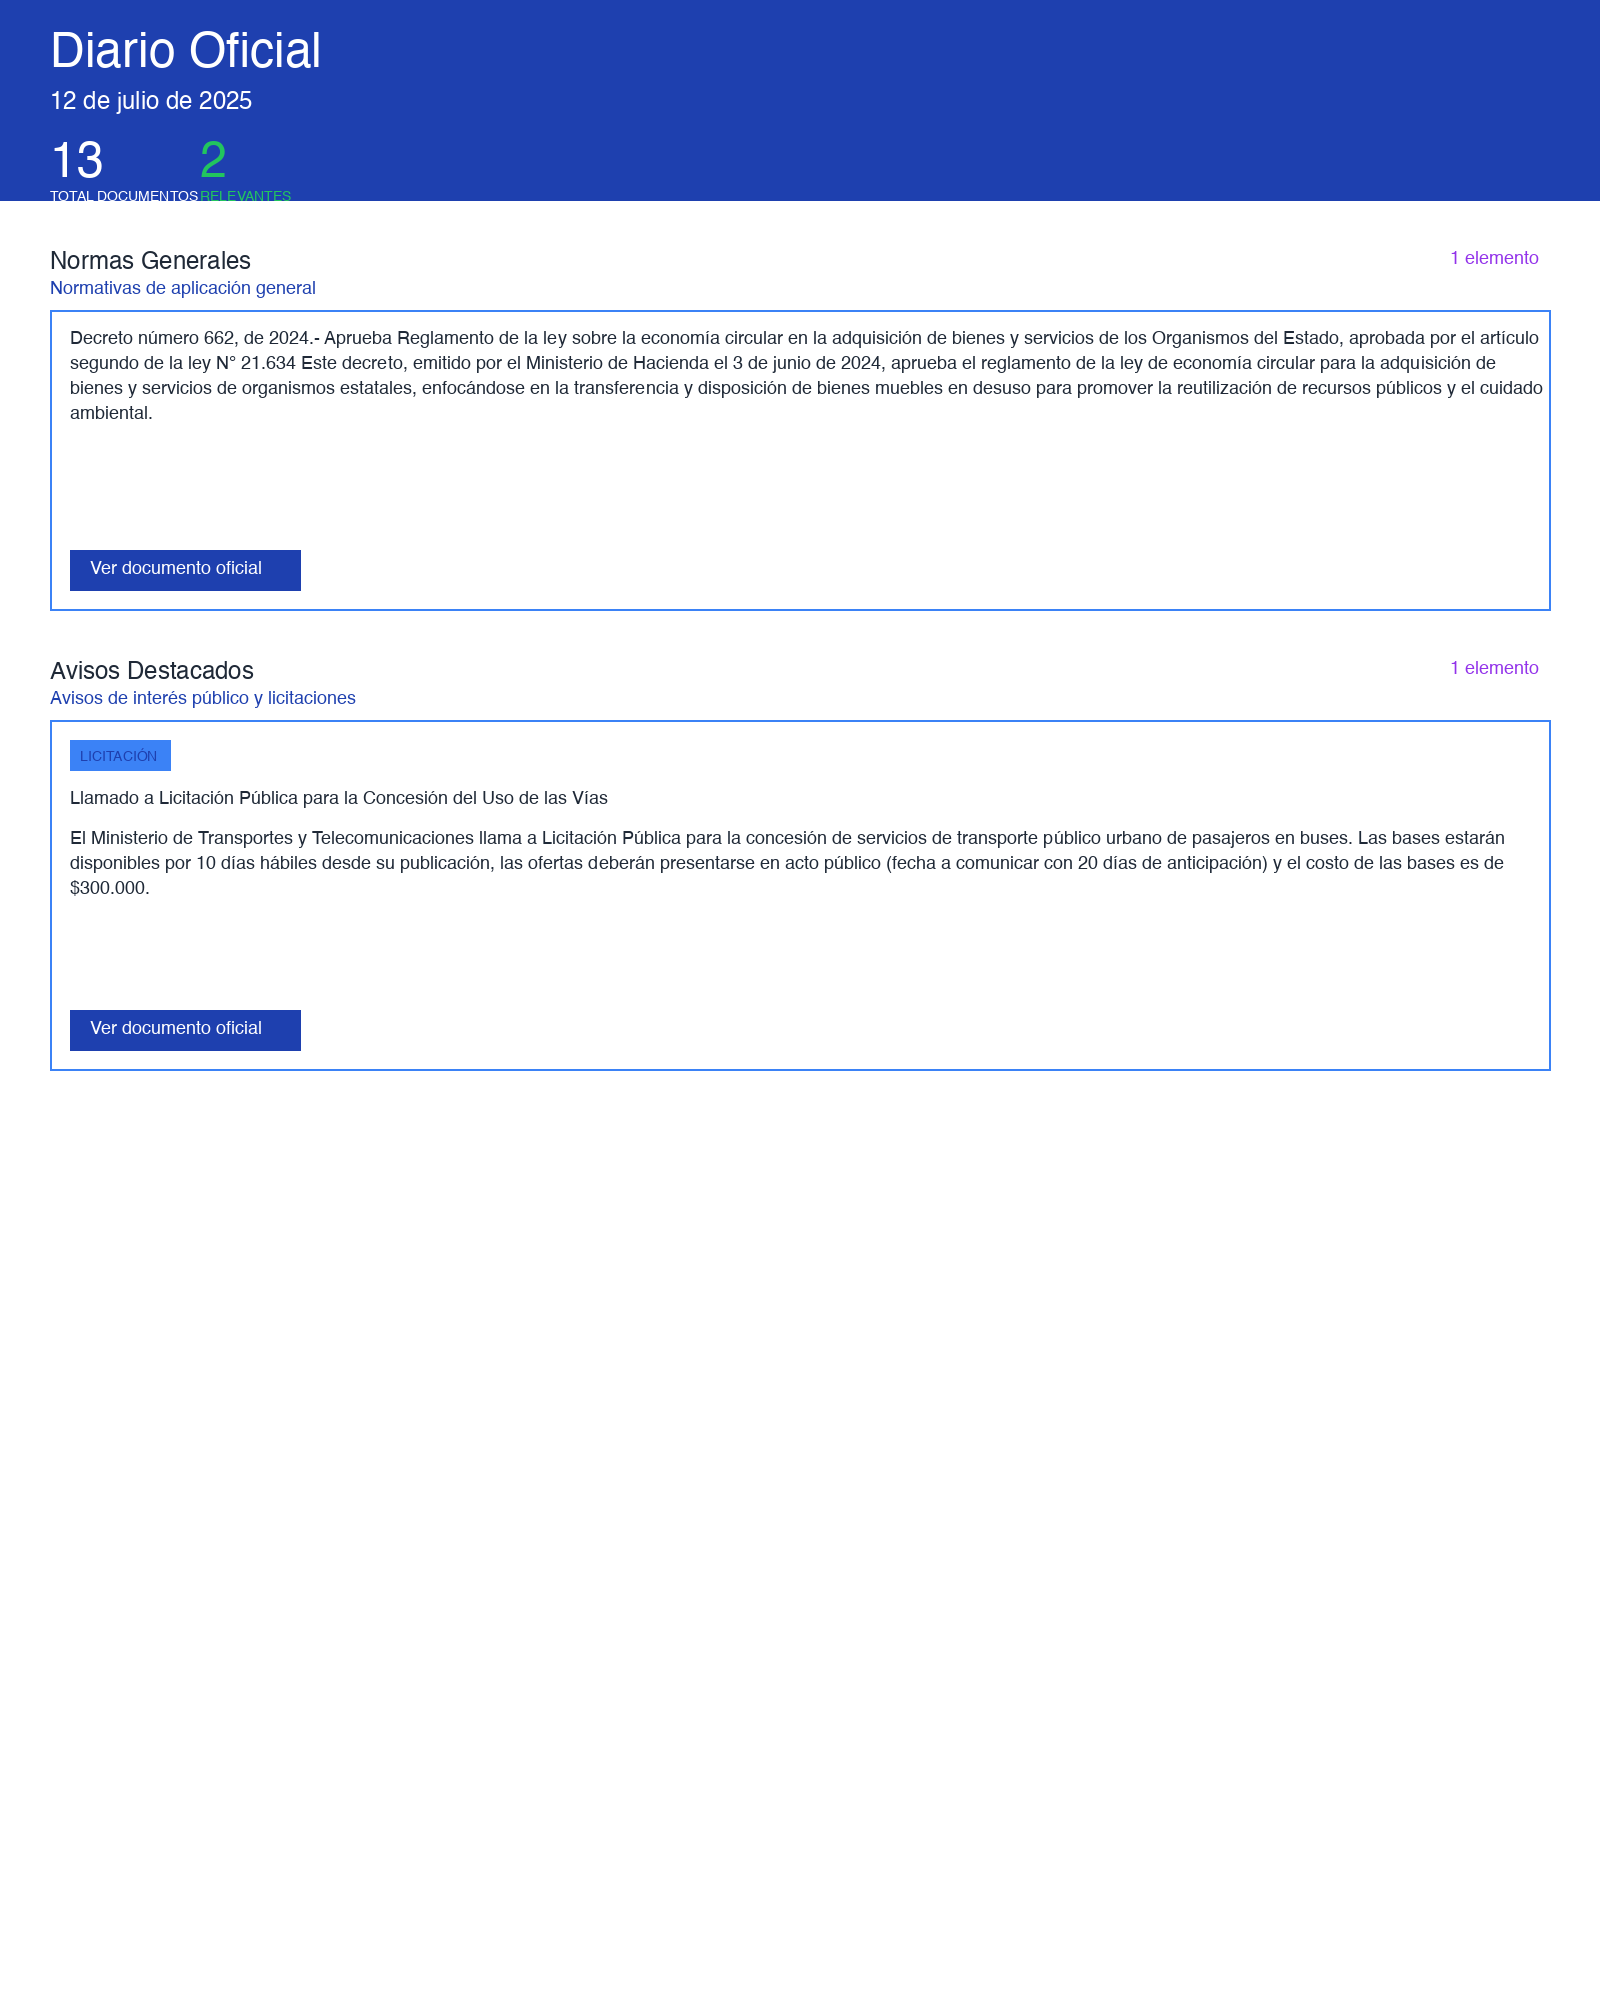 Diario Oficial
12 de julio de 2025
13 2
TOTAL DOCUMENTOS RELEVANTES
Normas Generales 1 elemento
Normativas de aplicación general
Decreto número 662, de 2024.- Aprueba Reglamento de la ley sobre la economía circular en la adquisición de bienes y servicios de los Organismos del Estado, aprobada por el artículo
segundo de la ley N° 21.634 Este decreto, emitido por el Ministerio de Hacienda el 3 de junio de 2024, aprueba el reglamento de la ley de economía circular para la adquisición de
bienes y servicios de organismos estatales, enfocándose en la transferencia y disposición de bienes muebles en desuso para promover la reutilización de recursos públicos y el cuidado
ambiental.
Ver documento oficial
Avisos Destacados 1 elemento
Avisos de interés público y licitaciones
LICITACIÓN
Llamado a Licitación Pública para la Concesión del Uso de las Vías
El Ministerio de Transportes y Telecomunicaciones llama a Licitación Pública para la concesión de servicios de transporte público urbano de pasajeros en buses. Las bases estarán
disponibles por 10 días hábiles desde su publicación, las ofertas deberán presentarse en acto público (fecha a comunicar con 20 días de anticipación) y el costo de las bases es de
$300.000.
Ver documento oficial